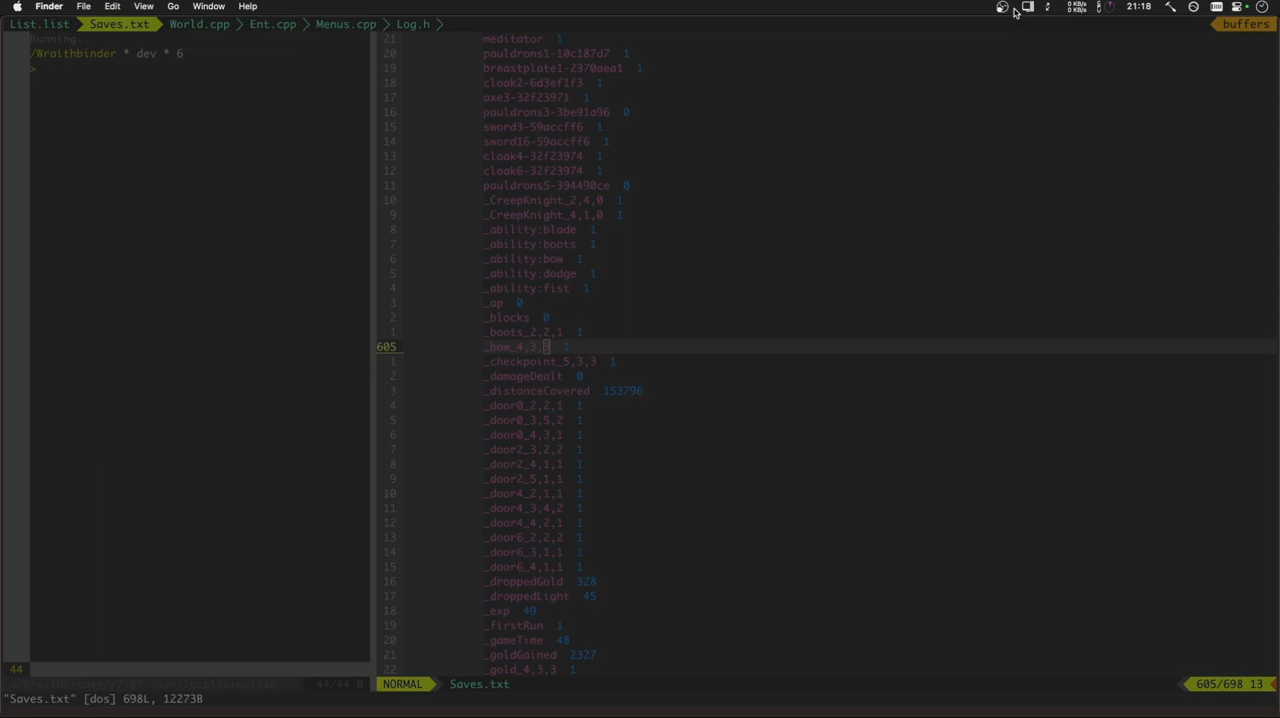 Finder File Edit View Go Window Help 0 KB/s 0 KB/s 21:18
List.list Saves.txt World.cpp Ent.cpp Menus.cpp Log.h buffers
Running...
/Wraithbinder * dev * 6
>
44
44/44 0
21 meditator 1
20 pauldrons1-10c187d7 1
19 breastplate1-2370aea1 1
18 cloak2-6d3ef1f3 1
17 axe3-32f23971 1
16 pauldrons3-3be91a96 0
15 sword3-59accff6 1
14 sword16-59accff6 1
13 cloak4-32f23974 1
12 cloak6-32f23974 1
11 pauldrons5-394490ce 0
10 _CreepKnight_2,4,0 1
9 _CreepKnight_4,1,0 1
8 _ability:blade 1
7 _ability:boots 1
6 _ability:bow 1
5 _ability:dodge 1
4 _ability:fist 1
3 _ap 0
2 _blocks 0
1 _boots_2,2,1 1
605 _bow_4,3, 1
1 _checkpoint_5,3,3 1
2 _damageDealt 0
3 _distanceCovered 153796
4 _door0_2,2,1 1
5 _door0_3,5,2 1
6 _door0_4,3,1 1
7 _door2_3,2,2 1
8 _door2_4,1,1 1
9 _door2_5,1,1 1
10 _door4_2,1,1 1
11 _door4_3,4,2 1
12 _door4_4,2,1 1
13 _door6_2,2,2 1
14 _door6_3,1,1 1
15 _door6_4,1,1 1
16 _droppedGold 328
17 _droppedLight 45
18 _exp 49
19 _firstRun 1
20 _gameTime 48
21 _goldGained 2327
22 _gold_4,3,3 1
NORMAL Saves.txt 605/698 13
"Saves.txt" [dos] 698L, 12273B